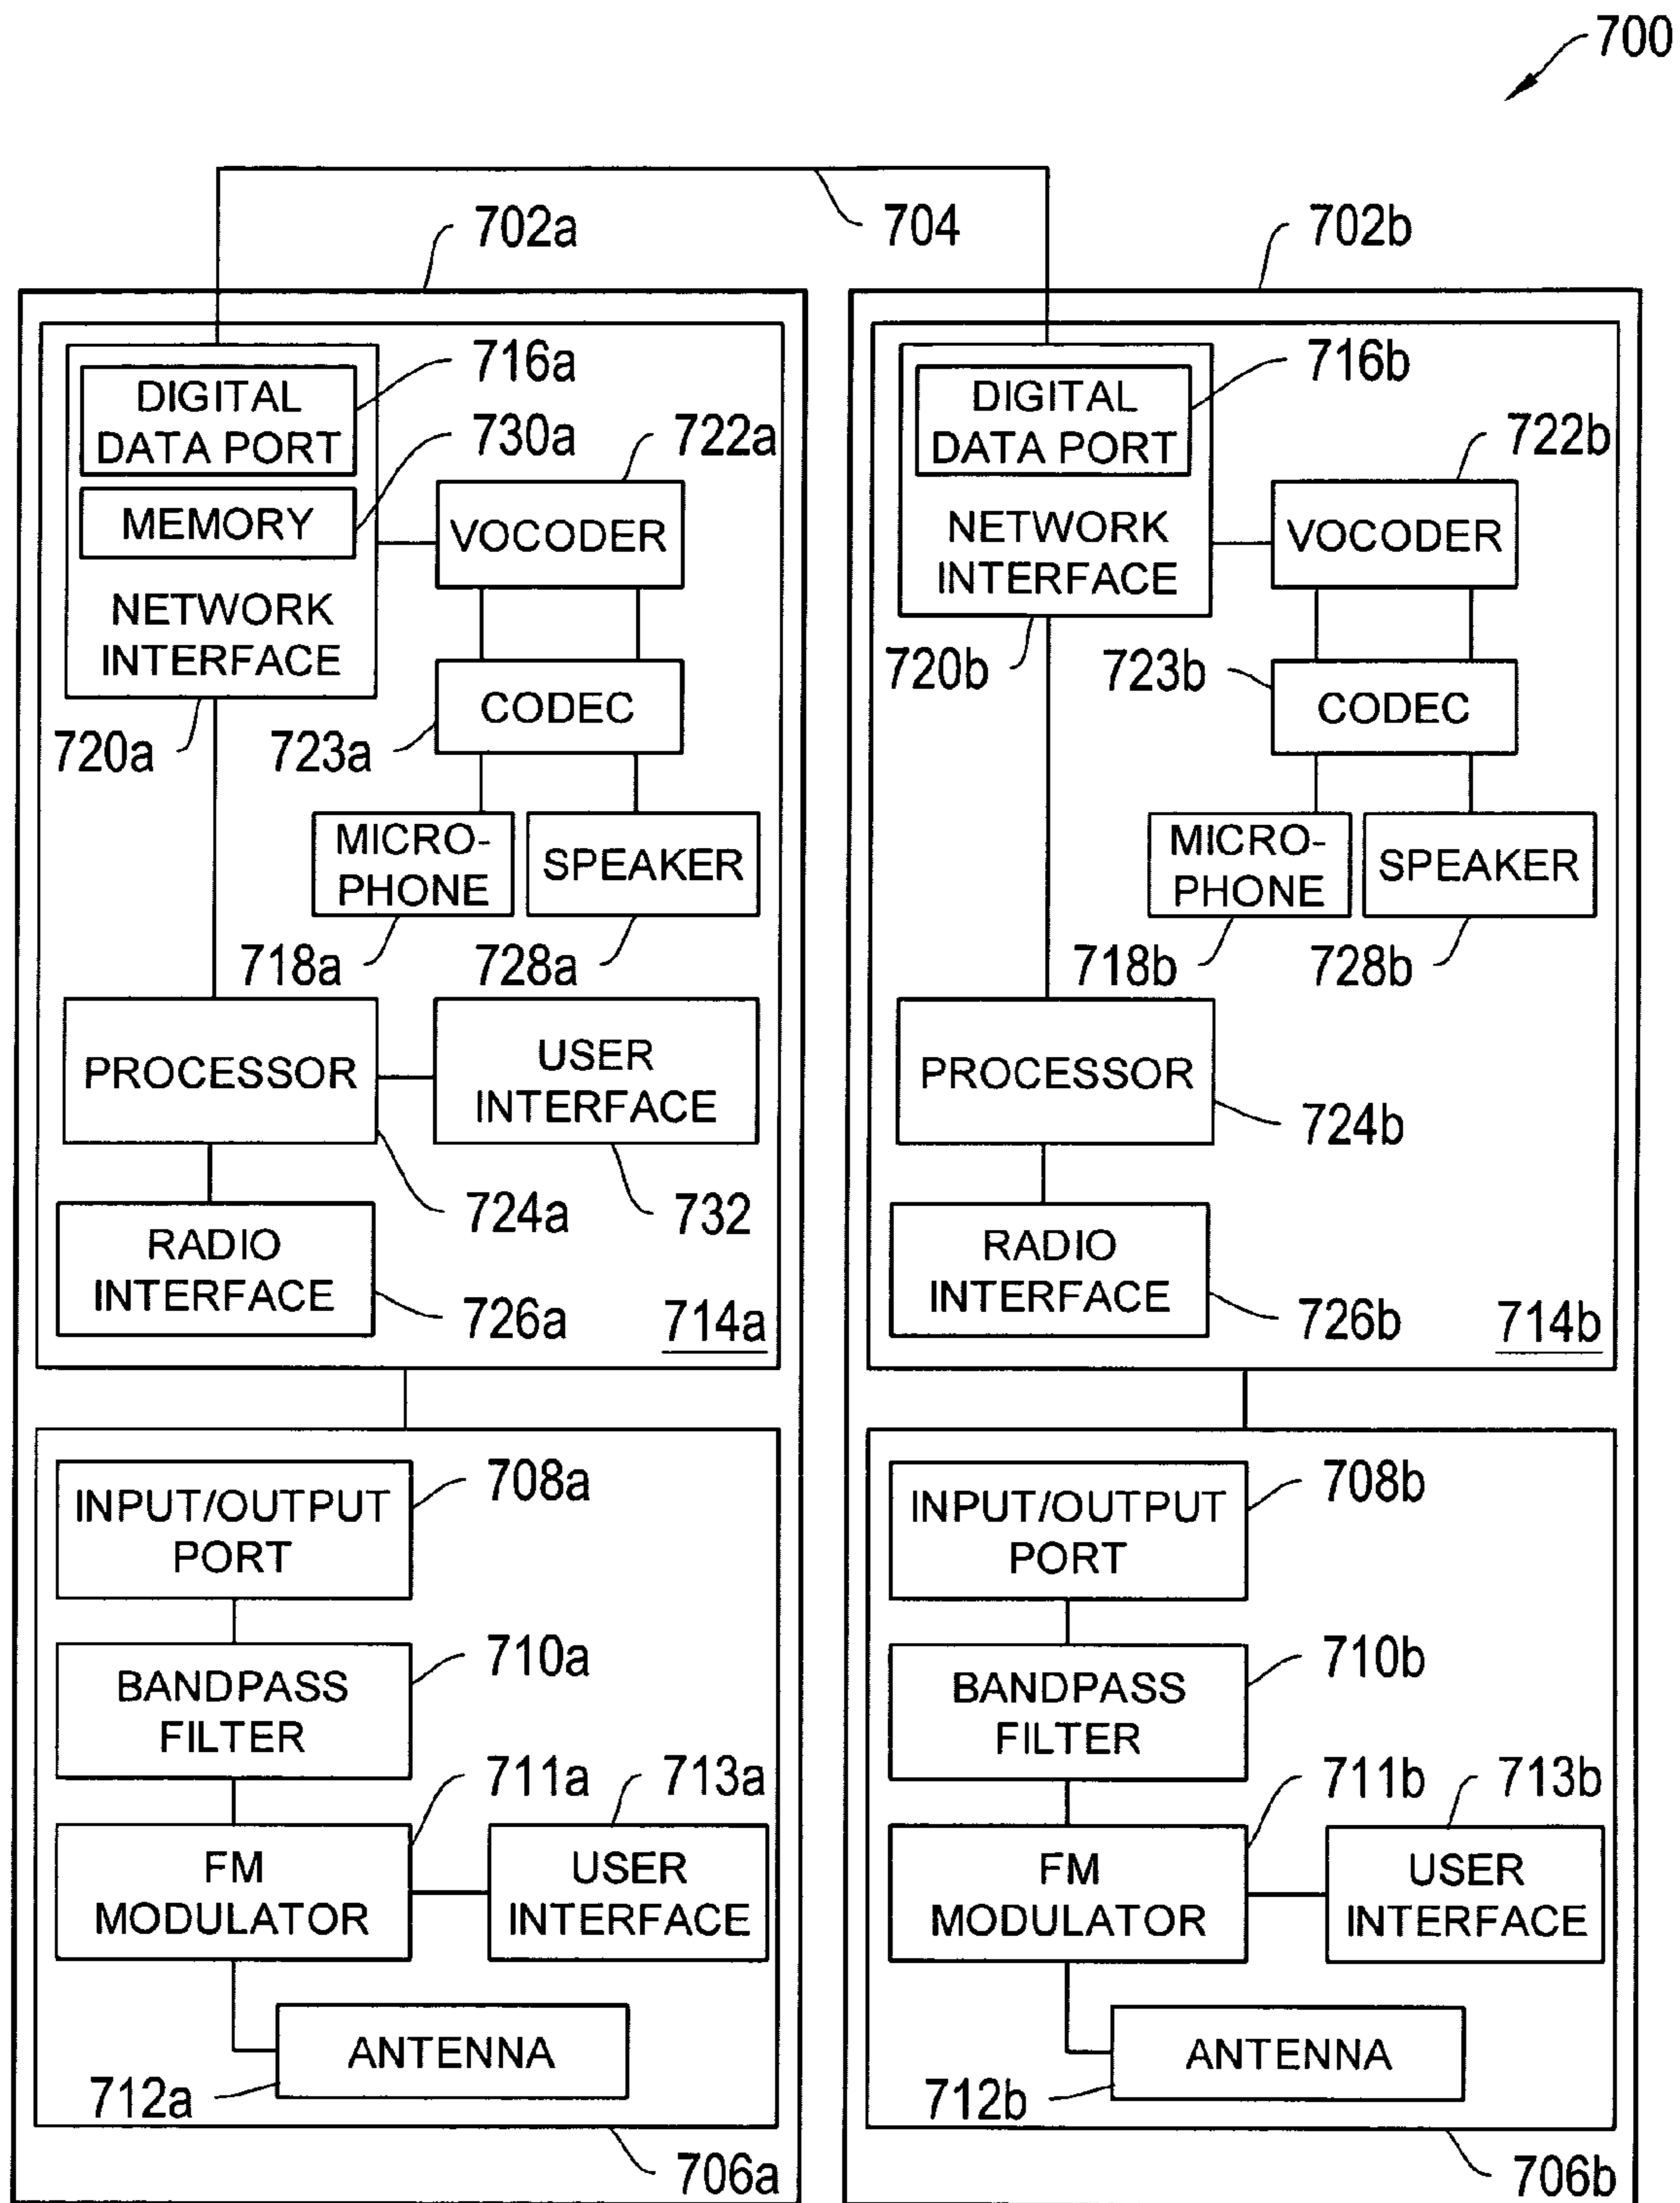 700
704
702a
702b
DIGITAL
DATA PORT
716a
MEMORY
730a
NETWORK
INTERFACE
720a
722a
VOCODER
CODEC
723a
MICRO-
PHONE
SPEAKER
718a
728a
PROCESSOR
USER
INTERFACE
724a
732
RADIO
INTERFACE
726a
714a
INPUT/OUTPUT
PORT
708a
BANDPASS
FILTER
710a
711a
713a
FM
MODULATOR
USER
INTERFACE
ANTENNA
712a
706a
DIGITAL
DATA PORT
716b
NETWORK
INTERFACE
720b
722b
VOCODER
723b
CODEC
MICRO-
PHONE
SPEAKER
718b
728b
PROCESSOR
724b
RADIO
INTERFACE
726b
714b
INPUT/OUTPUT
PORT
708b
BANDPASS
FILTER
710b
711b
713b
FM
MODULATOR
USER
INTERFACE
ANTENNA
712b
706b